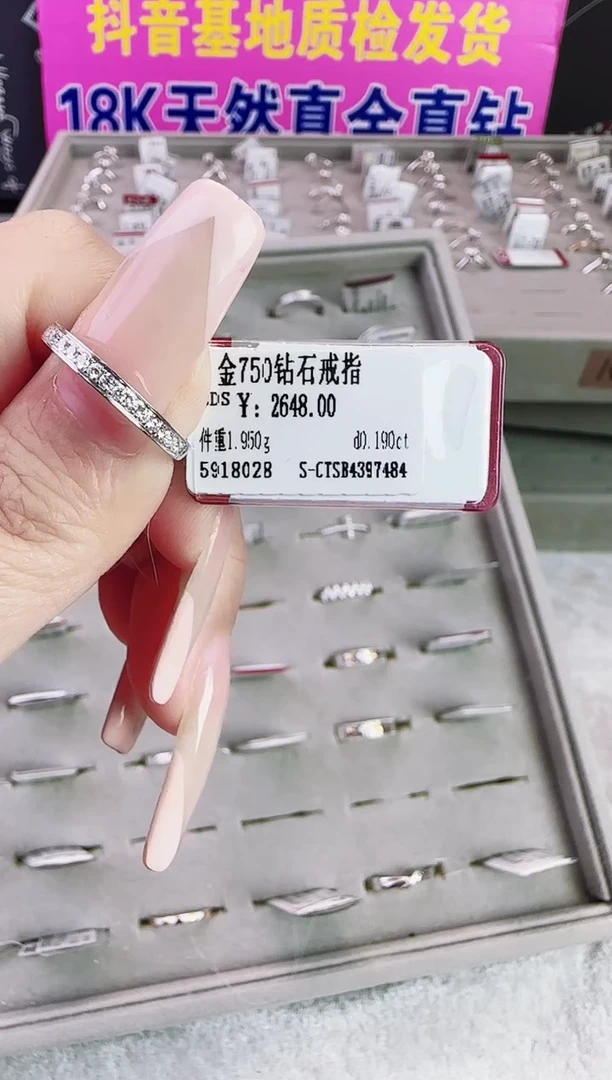 抖音基地质检发货
18K天然真金真钻
金750钻石戒指
.DS ¥: 2648.00
件重1.950g d0.190ct
5918028 S-CTSB4397484